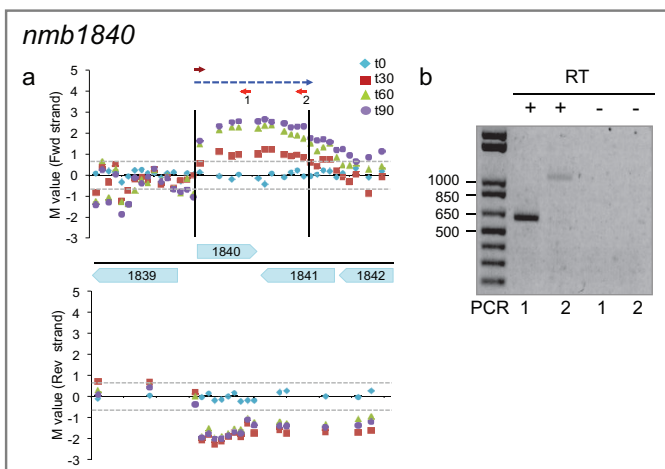 nmb1840
a
M value (Fwd strand)
5
4
3
2
1
0
-1
-2
-3
1
2
t0
t30
t60
t90
1840
1839
1841
1842
M value (Rev strand)
5
4
3
2
1
0
-1
-2
-3
-4
b
RT
+ + - -
1000
850
650
500
PCR 1 2 1 2